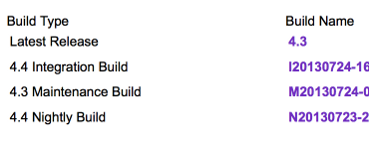 Build Type Build Name
Latest Release 4.3
4.4 Integration Build I20130724-16
4.3 Maintenance Build M20130724-0
4.4 Nightly Build N20130723-2